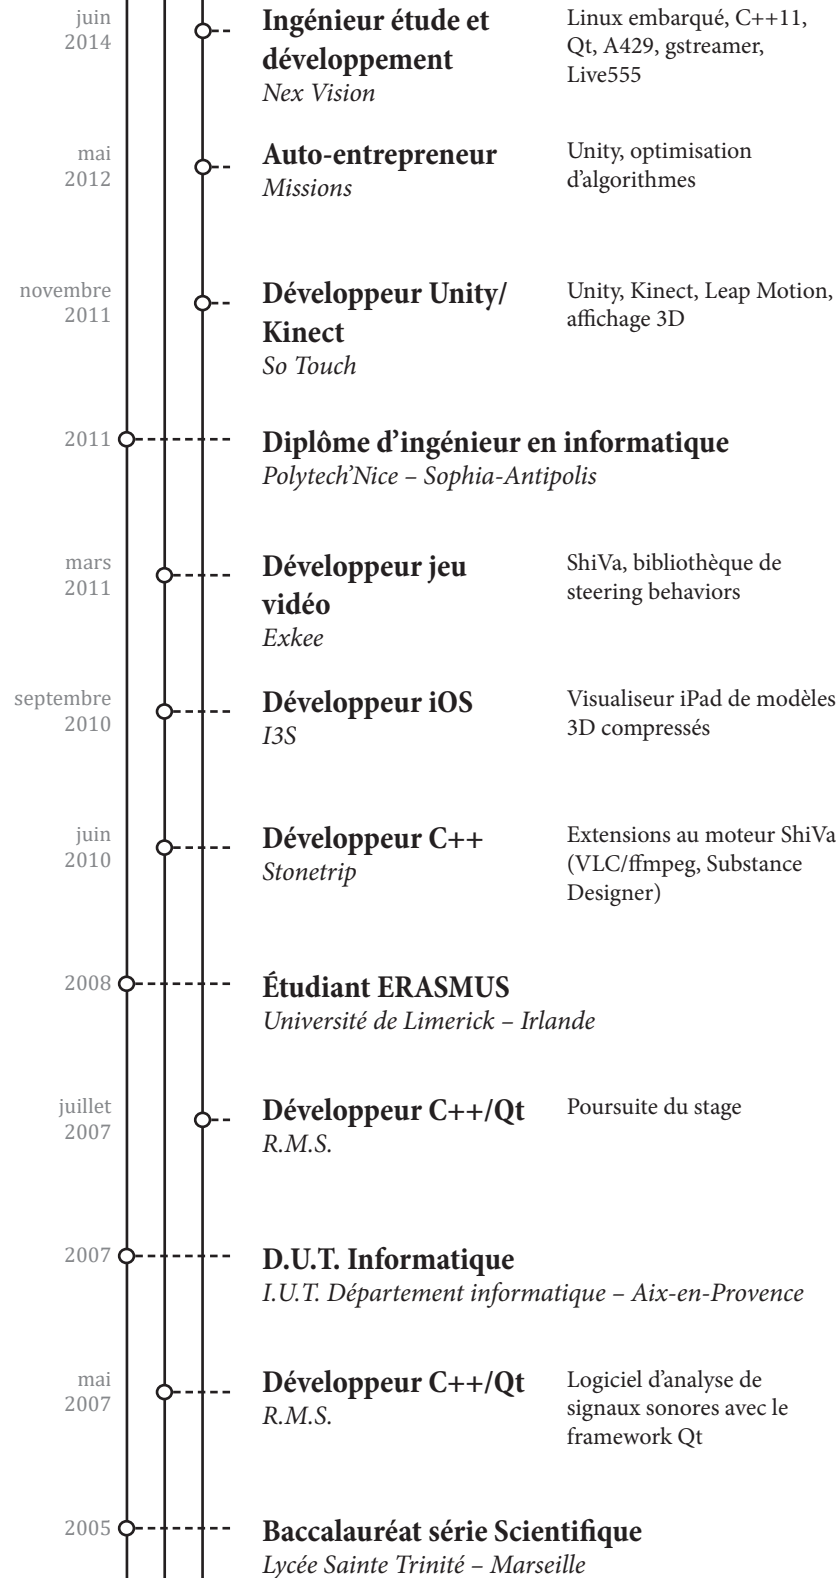 juin
2014
Ingénieur étude et
développement
Nex Vision
Linux embarqué, C++11,
Qt, A429, gstreamer,
Live555
mai
2012
Auto-entrepreneur
Missions
Unity, optimisation
d’algorithmes
novembre
2011
Développeur Unity/
Kinect
So Touch
Unity, Kinect, Leap Motion,
affichage 3D
2011
Diplôme d’ingénieur en informatique
Polytech’Nice – Sophia-Antipolis
mars
2011
Développeur jeu
vidéo
Exkee
ShiVa, bibliothèque de
steering behaviors
septembre
2010
Développeur iOS
I3S
Visualiseur iPad de modèles
3D compressés
juin
2010
Développeur C++
Stonetrip
Extensions au moteur ShiVa
(VLC/ffmpeg, Substance
Designer)
2008
Étudiant ERASMUS
Université de Limerick – Irlande
juillet
2007
Développeur C++/Qt
R.M.S.
Poursuite du stage
2007
D.U.T. Informatique
I.U.T. Département informatique – Aix-en-Provence
mai
2007
Développeur C++/Qt
R.M.S.
Logiciel d’analyse de
signaux sonores avec le
framework Qt
2005
Baccalauréat série Scientifique
Lycée Sainte Trinité – Marseille